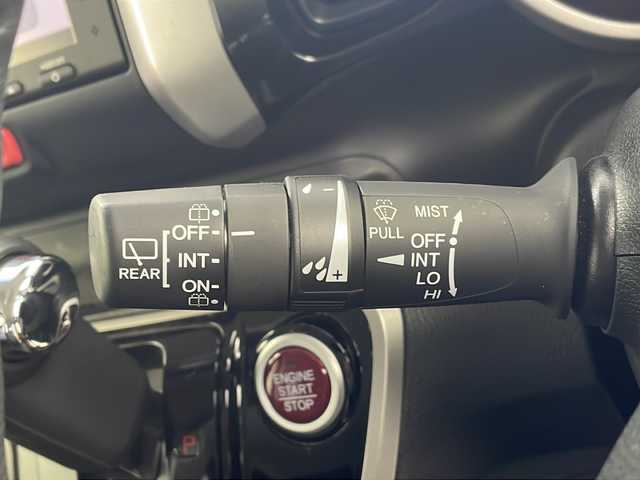 OFF
REAR
INT
ON
- 
+
PULL
MIST
OFF
INT
LO
HI
ENGINE
START
STOP
P